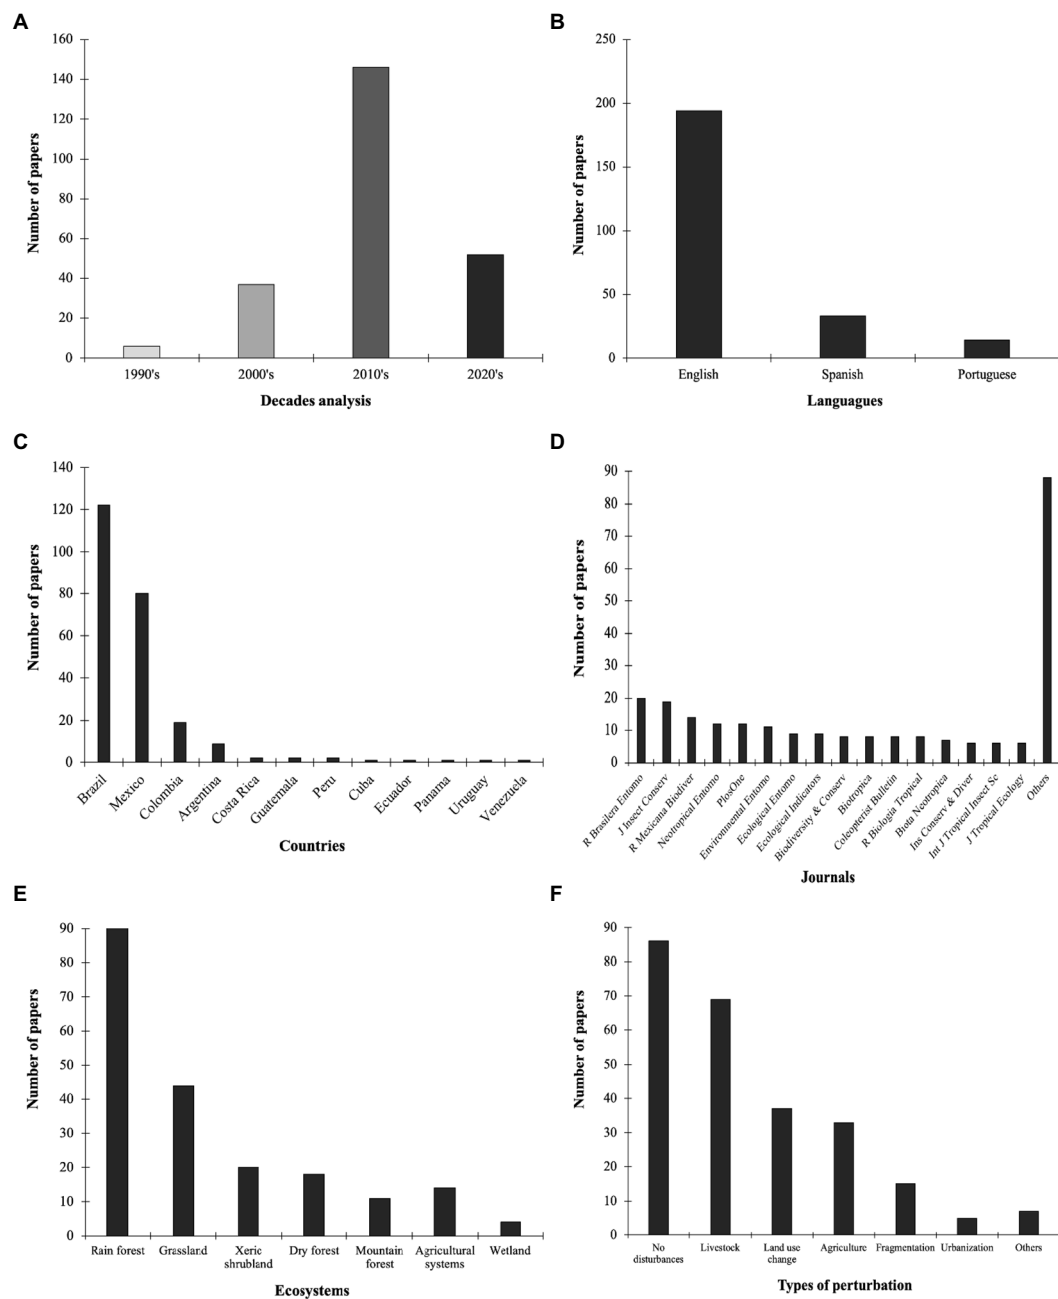 A
160
140
120
100
80
60
40
20
0
Number of papers
1990's
2000's
2010's
2020's
Decades analysis
B
250
200
150
100
50
0
Number of papers
English
Spanish
Portuguese
Languagues
C
140
120
100
80
60
40
20
0
Number of papers
Brazil
Mexico
Colombia
Argentina
Costa Rica
Guatemala
Peru
Cuba
Ecuador
Panama
Uruguay
Venezuela
Countries
D
90
80
70
60
50
40
30
20
10
0
Number of papers
R Brasilera Entomo
J Insect Conserv
R Mexicana Biodiver
Neotropical Entomo
PlosOne
Environmental Entomo
Ecological Entomo
Ecological Indicators
Biodiversity & Conserv
Biotropica
Coleopterist Bulletin
R Biologia Tropical
Biota Neotropica
Ins Conserv & Diver
Int J Tropical Insect Sc
J Tropical Ecology
Others
Journals
E
90
80
70
60
50
40
30
20
10
0
Number of papers
Rain forest
Grassland
Xeric
shrubland
Dry forest
Mountain
forest
Agricultural
systems
Wetland
Ecosystems
F
90
80
70
60
50
40
30
20
10
0
Number of papers
No
disturbances
Livestock
Land use
change
Agriculture
Fragmentation
Urbanization
Others
Types of perturbation